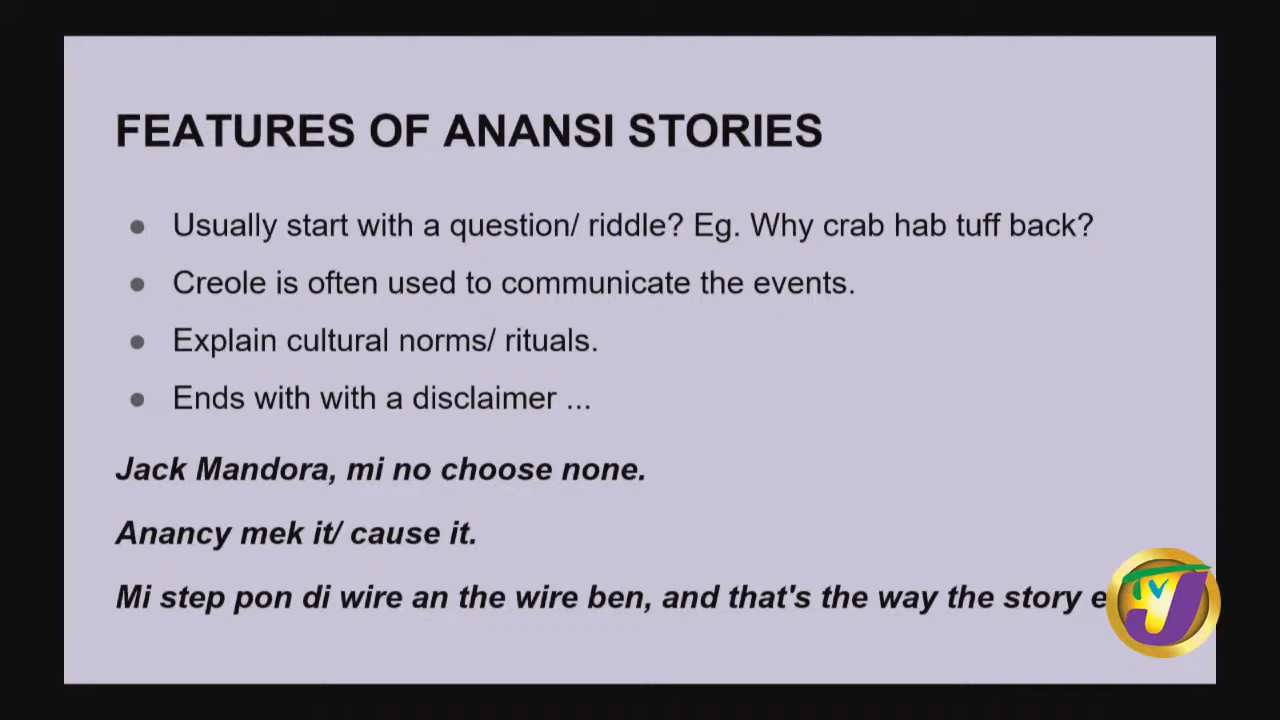 FEATURES OF ANANSI STORIES
● Usually start with a question/ riddle? Eg. Why crab hab tuff back?
● Creole is often used to communicate the events.
● Explain cultural norms/ rituals.
● Ends with with a disclaimer ...
Jack Mandora, mi no choose none.
Anancy mek it/ cause it.
Mi step pon di wire an the wire ben, and that's the way the story
TVJ